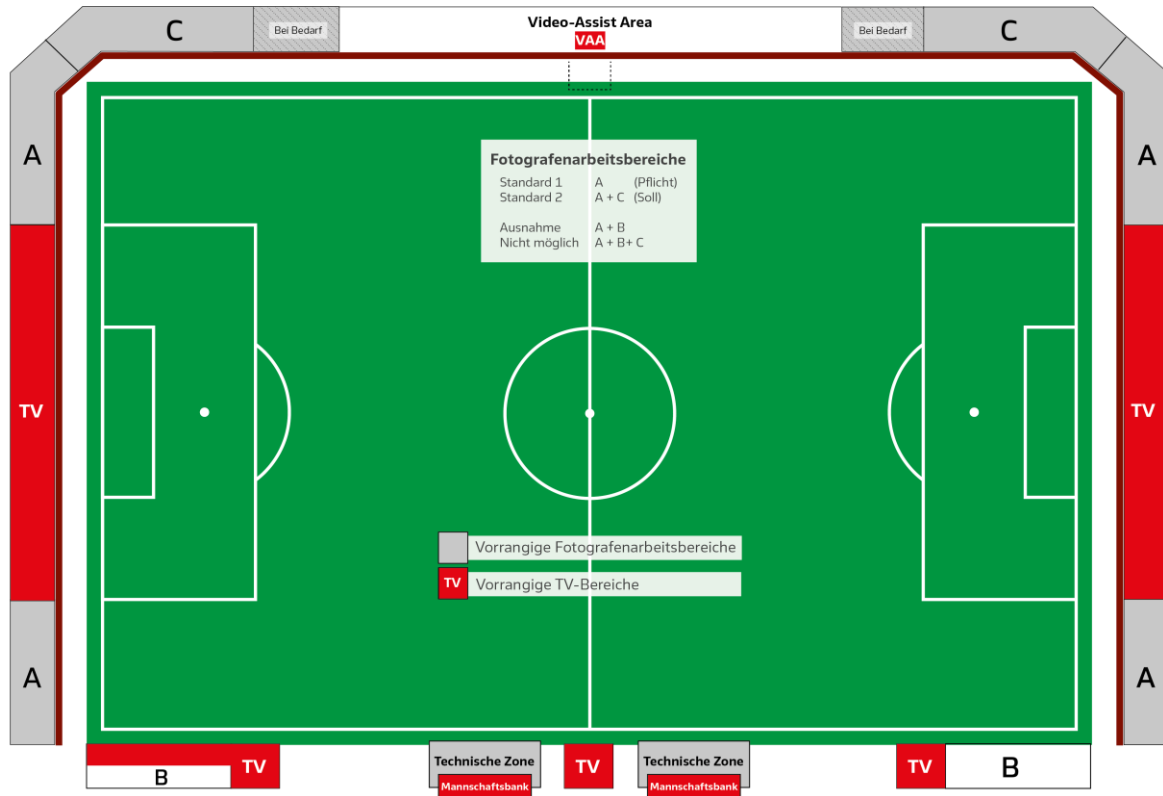 Video-Assist Area
VAA
C
Bei Bedarf
Bei Bedarf
C
A
A
Fotografenarbeitsbereiche
Standard 1 A (Pflicht)
Standard 2 A + C (Soll)
Ausnahme A + B
Nicht möglich A + B+ C
TV
TV
Vorrangige Fotografenarbeitsbereiche
TV Vorrangige TV-Bereiche
A
A
B
TV
Technische Zone
Mannschaftsbank
TV
Technische Zone
Mannschaftsbank
TV
B